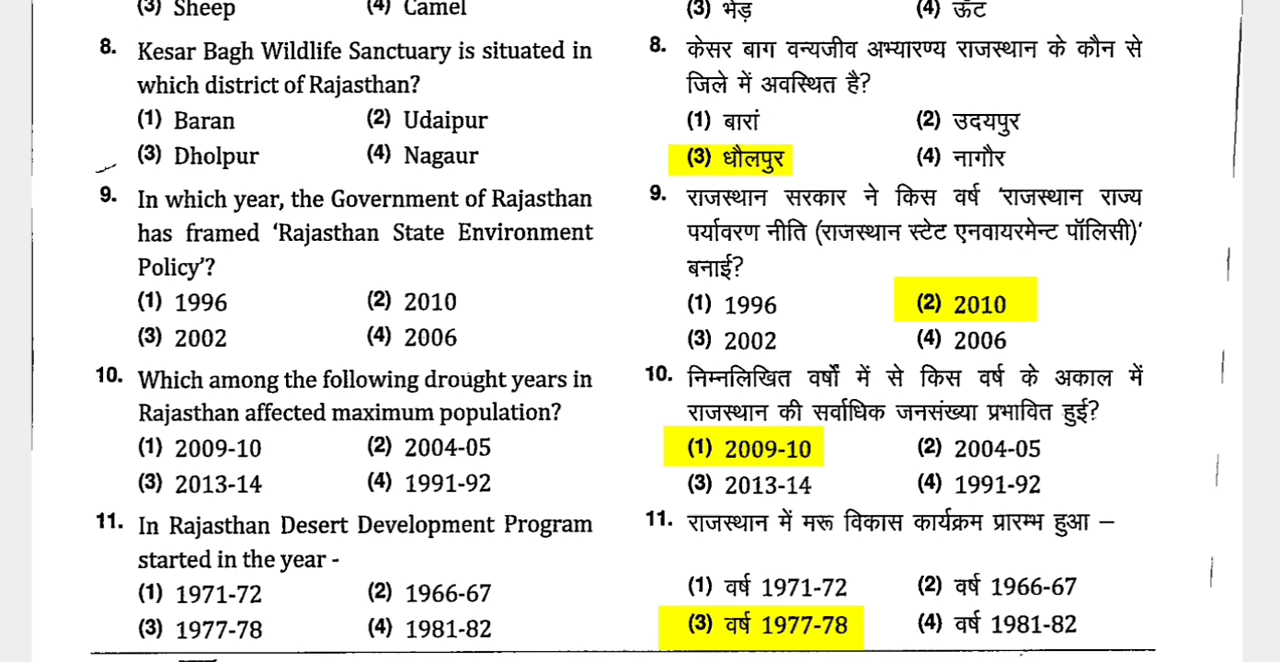 (3) Sheep (4) Camel
8. Kesar Bagh Wildlife Sanctuary is situated in
which district of Rajasthan?
(1) Baran (2) Udaipur
(3) Dholpur (4) Nagaur
9. In which year, the Government of Rajasthan
has framed ‘Rajasthan State Environment
Policy’?
(1) 1996 (2) 2010
(3) 2002 (4) 2006
10. Which among the following drought years in
Rajasthan affected maximum population?
(1) 2009-10 (2) 2004-05
(3) 2013-14 (4) 1991-92
11. In Rajasthan Desert Development Program
started in the year -
(1) 1971-72 (2) 1966-67
(3) 1977-78 (4) 1981-82
(3) भेड़ (4) ऊँट
8. केसर बाग वन्यजीव अभ्यारण्य राजस्थान के कौन से
जिले में अवस्थित है?
(1) बारां (2) उदयपुर
(3) धौलपुर (4) नागौर
9. राजस्थान सरकार ने किस वर्ष ‘राजस्थान राज्य
पर्यावरण नीति (राजस्थान स्टेट एनवायरमेन्ट पॉलिसी)’
बनाई?
(1) 1996 (2) 2010
(3) 2002 (4) 2006
10. निम्नलिखित वर्षों में से किस वर्ष के अकाल में
राजस्थान की सर्वाधिक जनसंख्या प्रभावित हुई?
(1) 2009-10 (2) 2004-05
(3) 2013-14 (4) 1991-92
11. राजस्थान में मरू विकास कार्यक्रम प्रारम्भ हुआ –
(1) वर्ष 1971-72 (2) वर्ष 1966-67
(3) वर्ष 1977-78 (4) वर्ष 1981-82